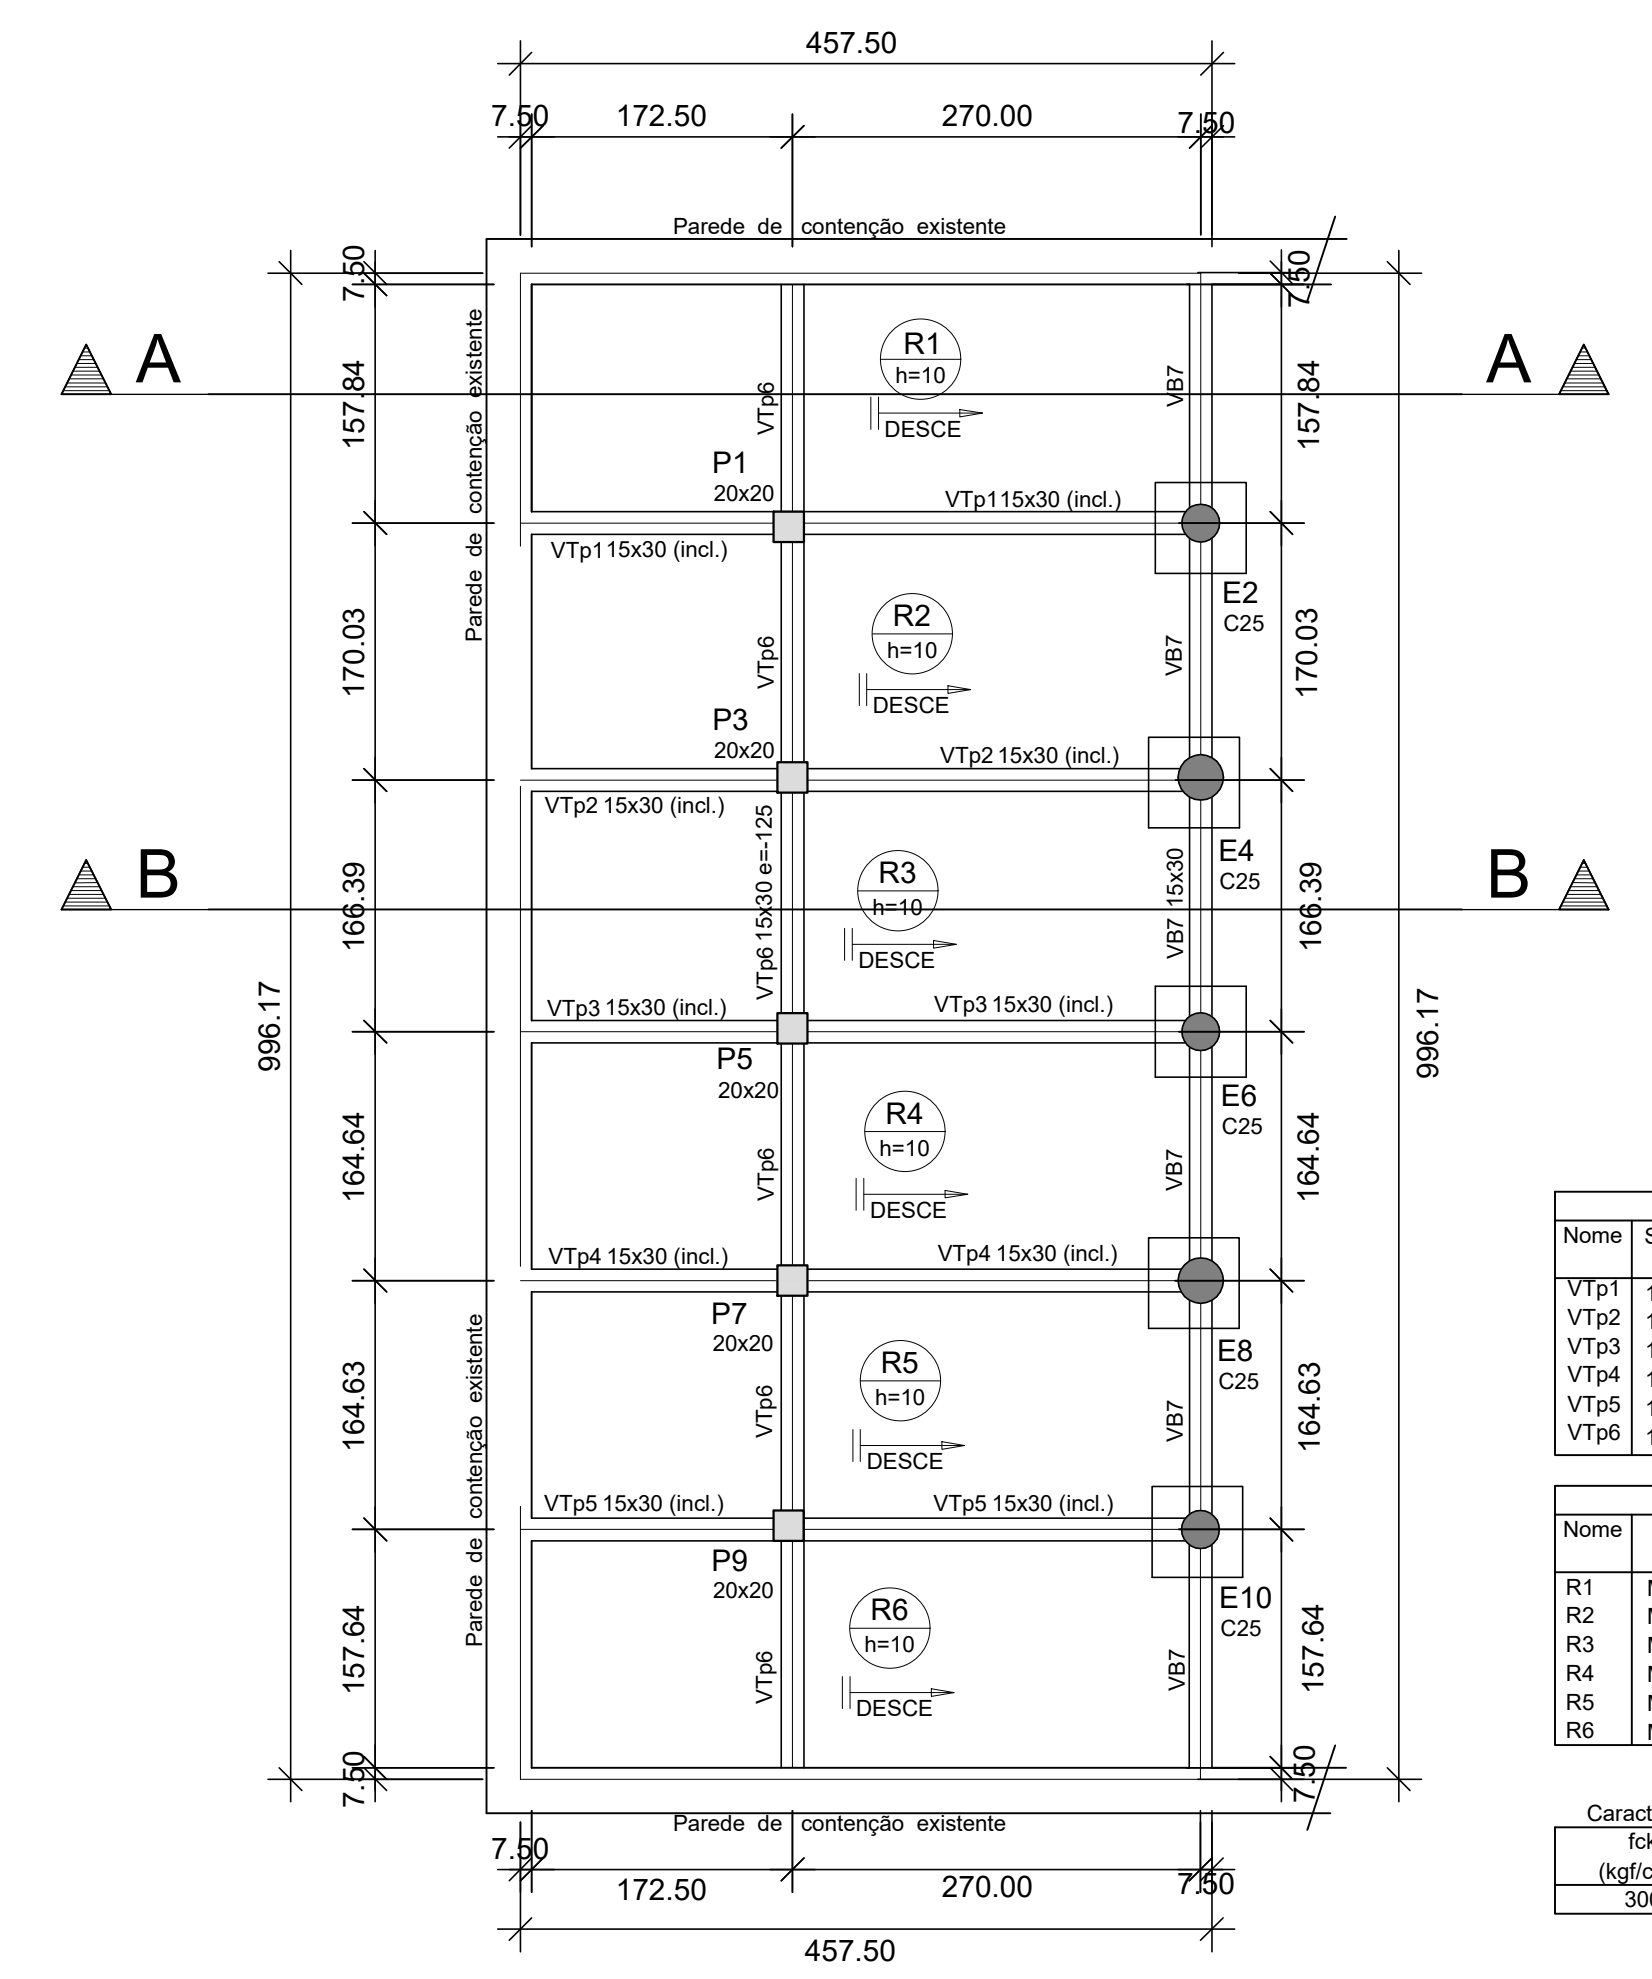 457.50
7.50 172.50 270.00 7.50
Parede de contenção existente
7.50 7.50
A A
157.84 157.84
Parede de contenção existente
R1
h=10
DESCE
VTp6 VB7
P1
20x20
VTp1 15x30 (incl.)
VTp1 15x30 (incl.)
E2
C25
170.03 170.03
R2
h=10
DESCE
VTp6 VB7
P3
20x20
VTp2 15x30 (incl.)
VTp2 15x30 (incl.)
E4
C25
B B
166.39 166.39
R3
h=10
DESCE
VTp6 15x30 e=-125
VB7 15x30
996.17 996.17
VTp3 15x30 (incl.)
VTp3 15x30 (incl.)
P5
20x20
E6
C25
164.64 164.64
R4
h=10
DESCE
VTp6 VB7
VTp4 15x30 (incl.)
VTp4 15x30 (incl.)
P7
20x20
E8
C25
164.63 164.63
Parede de contenção existente
R5
h=10
DESCE
VTp6 VB7
VTp5 15x30 (incl.)
VTp5 15x30 (incl.)
P9
20x20
E10
C25
157.64 157.64
R6
h=10
DESCE
VTp6 VB7
7.50 7.50
Parede de contenção existente
7.50 172.50 270.00 7.50
457.50
Nome
VTp1
VTp2
VTp3
VTp4
VTp5
VTp6
Nome
R1
R2
R3
R4
R5
R6